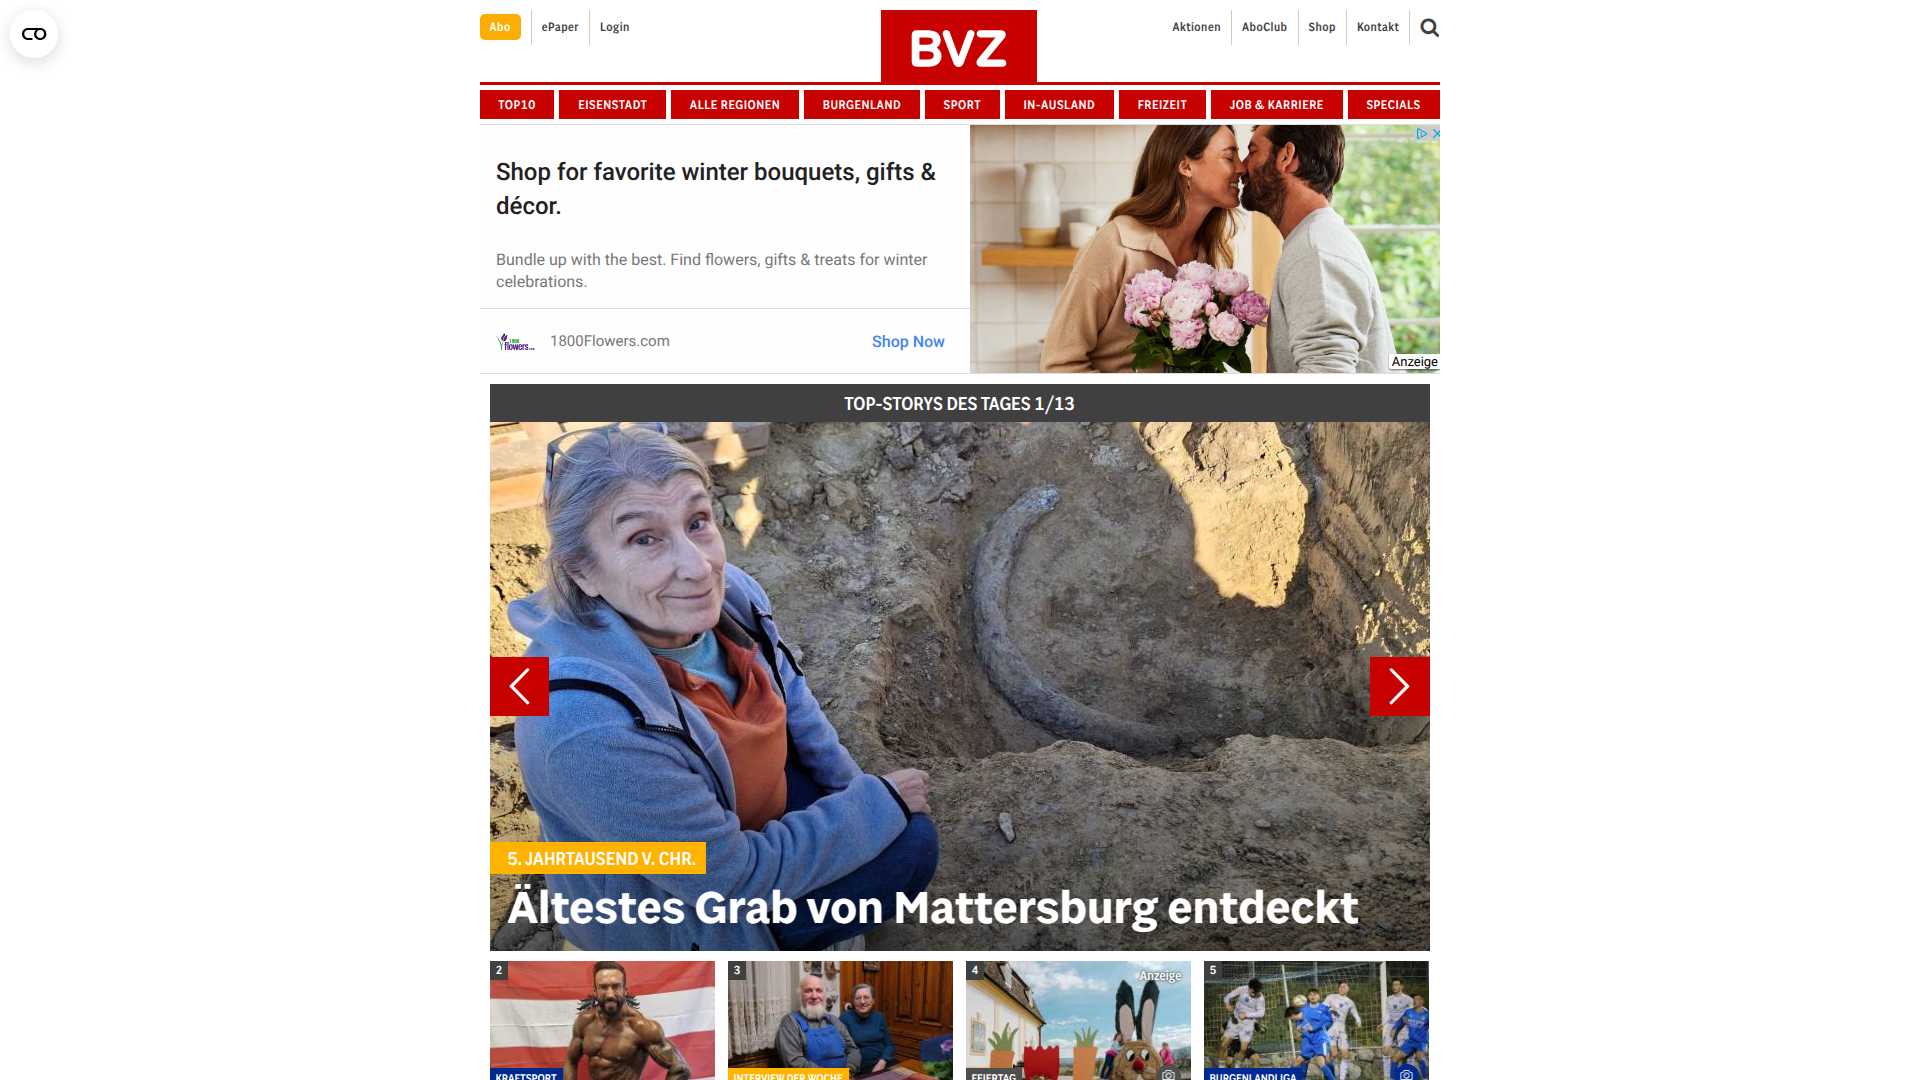 Abo
ePaper
Login
BVZ
Aktionen
AboClub
Shop
Kontakt
TOP10
EISENSTADT
ALLE REGIONEN
BURGENLAND
SPORT
IN-AUSLAND
FREIZEIT
JOB & KARRIERE
SPECIALS
Shop for favorite winter bouquets, gifts &
décor.
Bundle up with the best. Find flowers, gifts & treats for winter
celebrations.
flowers
1800Flowers.com
Shop Now
Anzeige
TOP-STORYS DES TAGES 1/13
5. JAHRTAUSEND V. CHR.
Ältestes Grab von Mattersburg entdeckt
2
3
4
Anzeige
5
KRAFTSPORT
INTERVIEW DER WOCHE
FEIERTAG
BURGENLANDLIGA